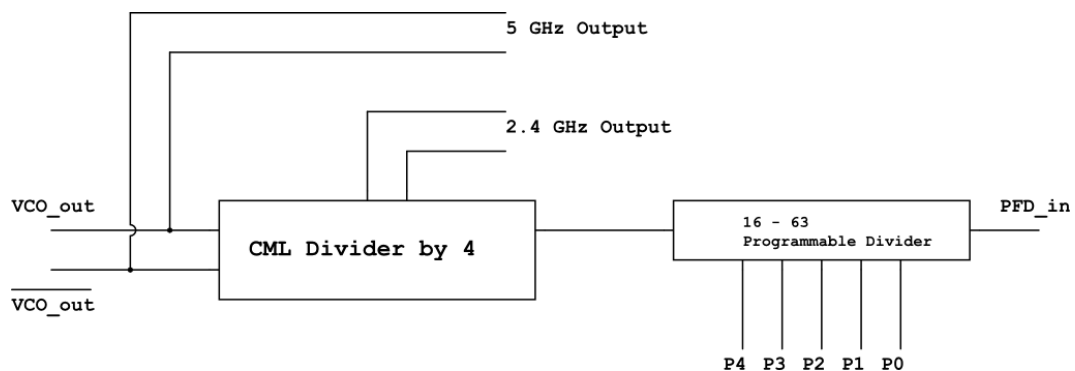 5 GHz Output
2.4 GHz Output
VCO_out
CML Divider by 4
VCO_out
16 - 63
Programmable Divider
PFD_in
P4 P3 P2 P1 P0